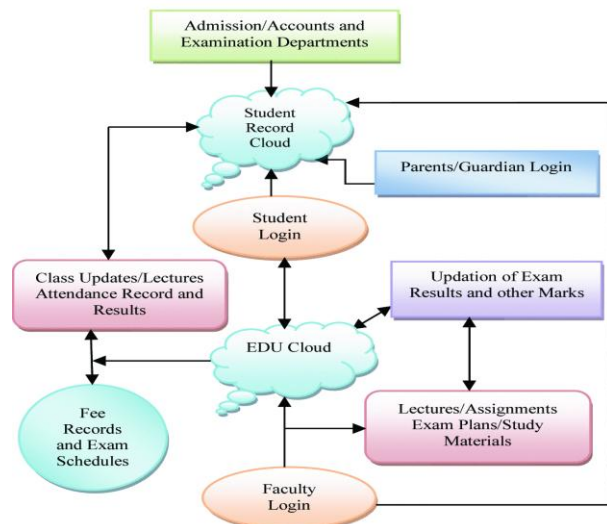 Admission/Accounts and
Examination Departments
Student
Record
Cloud
Parents/Guardian Login
Student
Login
Class Updates/Lectures
Attendance Record and
Results
Updation of Exam
Results and other Marks
EDU Cloud
Fee
Records
and Exam
Schedules
Lectures/Assignments
Exam Plans/Study
Materials
Faculty
Login